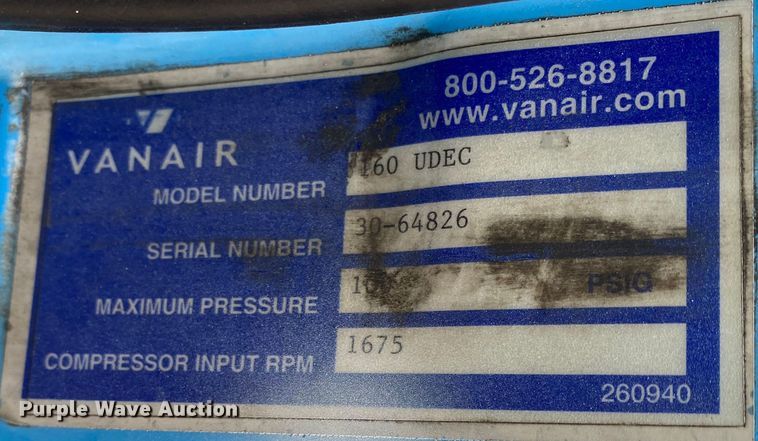 800-526-8817
www.vanair.com
VANAIR
MODEL NUMBER 160 UDEC
SERIAL NUMBER 30-64826
MAXIMUM PRESSURE PSIG
COMPRESSOR INPUT RPM 1675
260940
Purple Wave Auction